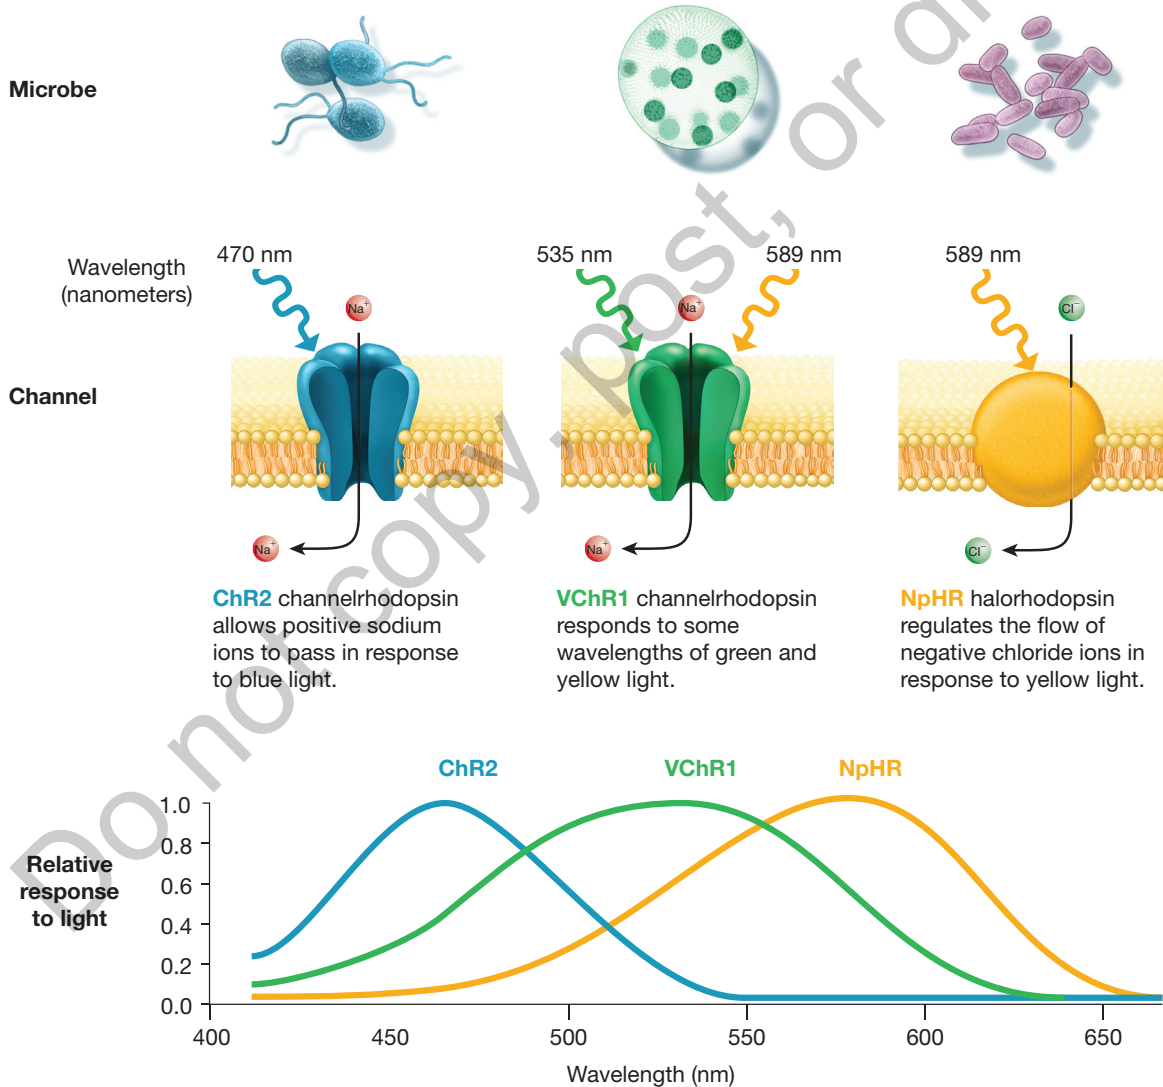 Microbe
Wavelength
(nanometers)
470 nm
535 nm
589 nm
589 nm
Na+
Na+
Cl−
Channel
Na+
Na+
Cl−
ChR2 channelrhodopsin
allows positive sodium
ions to pass in response
to blue light.
VChR1 channelrhodopsin
responds to some
wavelengths of green and
yellow light.
NpHR halorhodopsin
regulates the flow of
negative chloride ions in
response to yellow light.
ChR2
VChR1
NpHR
Relative
response
to light
1.0
0.8
0.6
0.4
0.2
0.0
400
450
500
550
600
650
Wavelength (nm)
Do not copy, post, or